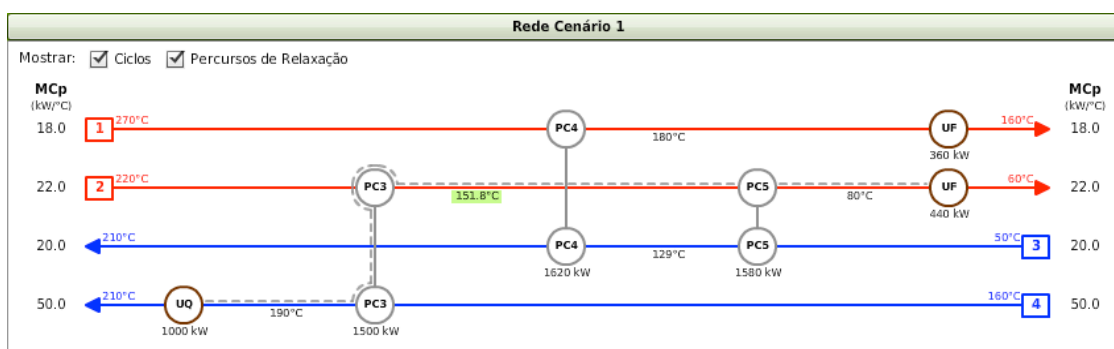 Rede Cenário 1
Mostrar: Ciclos Percursos de Relaxação
MCp MCp
(kW/°C) (kW/°C)
270°C 160°C
18.0 1 PC4 UF 18.0
180°C
360 kW
220°C 60°C
22.0 2 PC3 PC5 UF 22.0
151.8°C 80°C
440 kW
210°C 50°C
20.0 PC4 PC5 3 20.0
129°C
1620 kW 1580 kW
210°C 160°C
50.0 UQ PC3 4 50.0
190°C
1000 kW 1500 kW